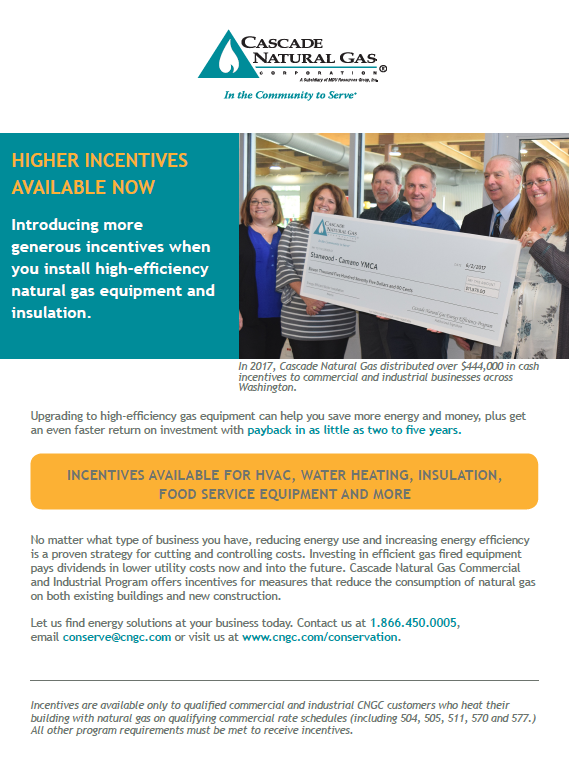 CASCADE
NATURAL GAS®
CORPORATION
A Subsidiary of MDU Resources Group, Inc.
In the Community to Serve®
HIGHER INCENTIVES
AVAILABLE NOW
Introducing more
generous incentives when
you install high-efficiency
natural gas equipment and
insulation.
CASCADE
NATURAL GAS
6/2/2017
Stanwood - Camano YMCA
In 2017, Cascade Natural Gas distributed over $444,000 in cash
incentives to commercial and industrial businesses across
Washington.
Upgrading to high-efficiency gas equipment can help you save more energy and money, plus get
an even faster return on investment with payback in as little as two to five years.
INCENTIVES AVAILABLE FOR HVAC, WATER HEATING, INSULATION,
FOOD SERVICE EQUIPMENT AND MORE
No matter what type of business you have, reducing energy use and increasing energy efficiency
is a proven strategy for cutting and controlling costs. Investing in efficient gas fired equipment
pays dividends in lower utility costs now and into the future. Cascade Natural Gas Commercial
and Industrial Program offers incentives for measures that reduce the consumption of natural gas
on both existing buildings and new construction.
Let us find energy solutions at your business today. Contact us at 1.866.450.0005,
email conserve@cngc.com or visit us at www.cngc.com/conservation.
Incentives are available only to qualified commercial and industrial CNGC customers who heat their
building with natural gas on qualifying commercial rate schedules (including 504, 505, 511, 570 and 577.)
All other program requirements must be met to receive incentives.